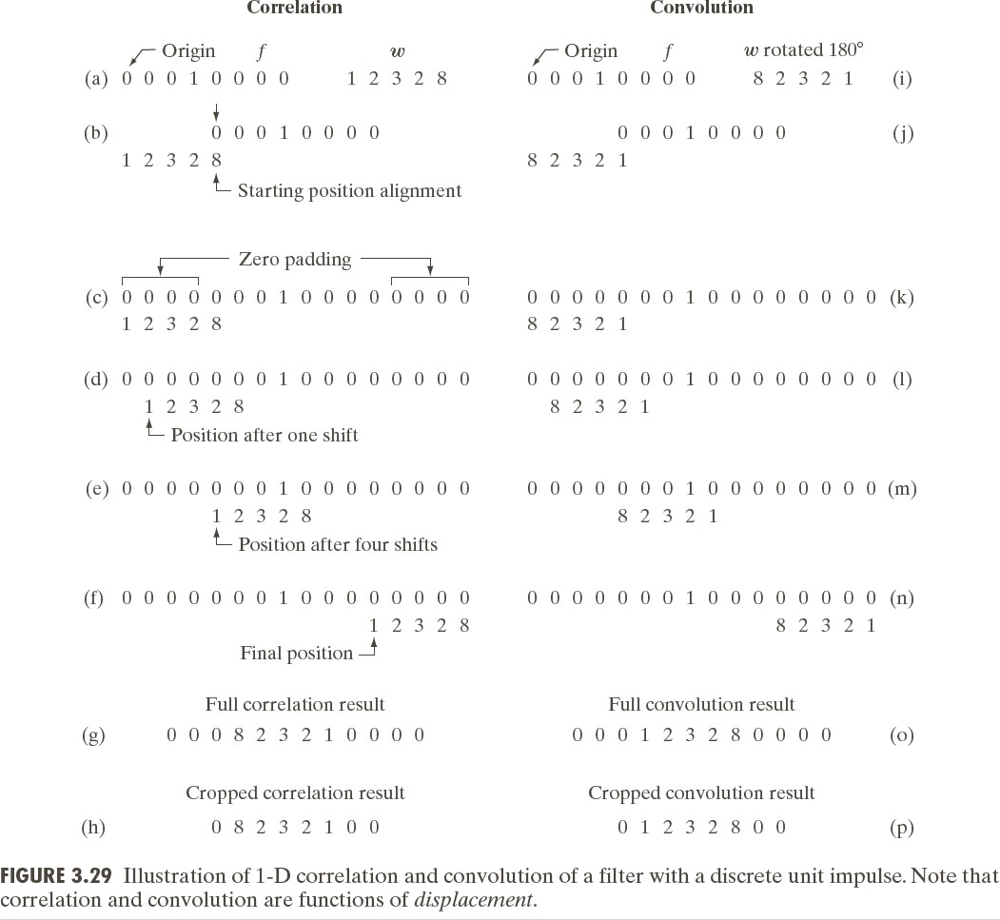 Correlation Convolution
Origin f w Origin f w rotated 180°
(a) 0 0 0 1 0 0 0 0 1 2 3 2 8 0 0 0 1 0 0 0 0 8 2 3 2 1 (i)
(b) 0 0 0 1 0 0 0 0 0 0 0 1 0 0 0 0 (j)
1 2 3 2 8 8 2 3 2 1
Starting position alignment
Zero padding
(c) 0 0 0 0 0 0 0 1 0 0 0 0 0 0 0 0 0 0 0 0 0 0 0 1 0 0 0 0 0 0 0 0 (k)
1 2 3 2 8 8 2 3 2 1
(d) 0 0 0 0 0 0 0 1 0 0 0 0 0 0 0 0 0 0 0 0 0 0 0 1 0 0 0 0 0 0 0 0 (l)
1 2 3 2 8 8 2 3 2 1
Position after one shift
(e) 0 0 0 0 0 0 0 1 0 0 0 0 0 0 0 0 0 0 0 0 0 0 0 1 0 0 0 0 0 0 0 0 (m)
1 2 3 2 8 8 2 3 2 1
Position after four shifts
(f) 0 0 0 0 0 0 0 1 0 0 0 0 0 0 0 0 0 0 0 0 0 0 0 1 0 0 0 0 0 0 0 0 (n)
1 2 3 2 8 8 2 3 2 1
Final position
Full correlation result Full convolution result
(g) 0 0 0 8 2 3 2 1 0 0 0 0 0 0 0 1 2 3 2 8 0 0 0 0 (o)
Cropped correlation result Cropped convolution result
(h) 0 8 2 3 2 1 0 0 0 1 2 3 2 8 0 0 (p)
FIGURE 3.29 Illustration of 1-D correlation and convolution of a filter with a discrete unit impulse. Note that
correlation and convolution are functions of displacement.